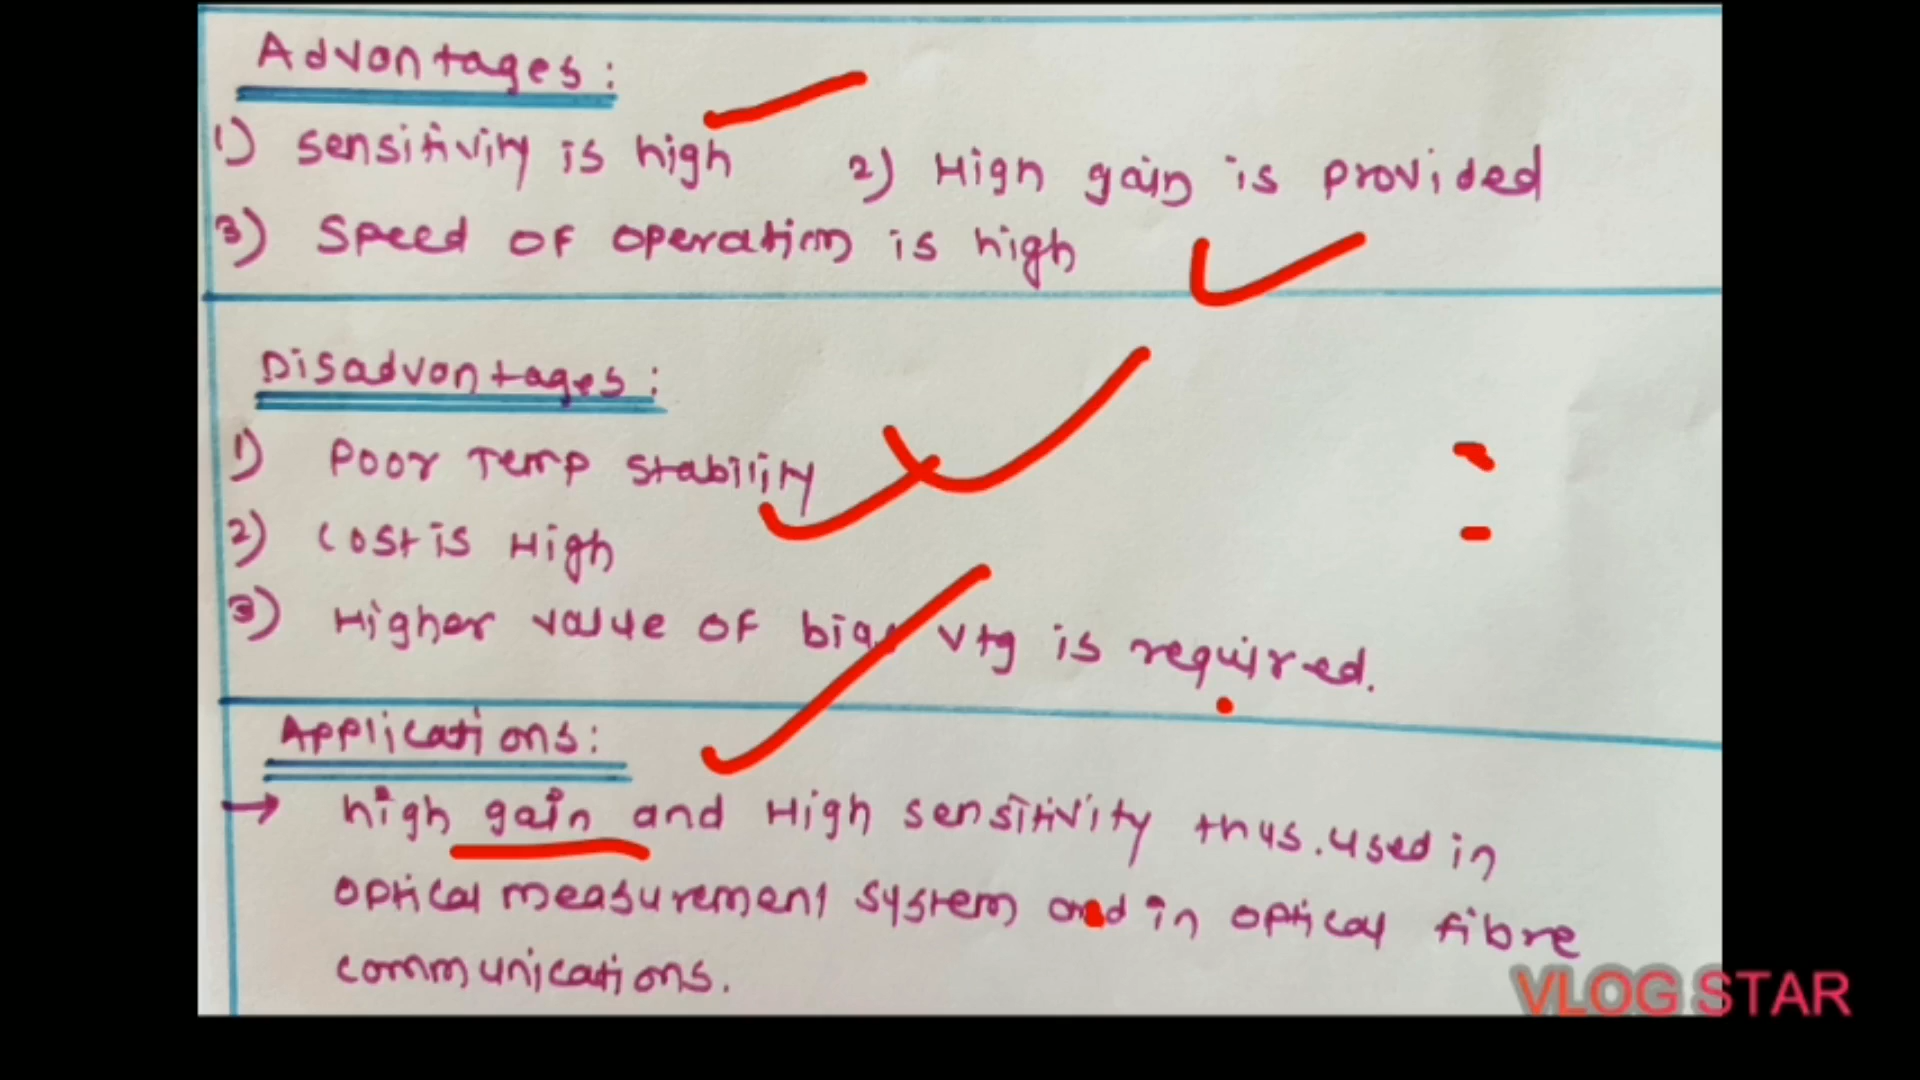 Advantages:
1) Sensitivity is high 2) High gain is provided
3) Speed of operation is high
Disadvantages:
1) Poor Temp stability
2) Cost is High
3) Higher value of bias Vtg is required.
Applications:
→ high gain and High sensitivity thus. used in
optical measurement system and in optical fibre
communications.
VLOG STAR